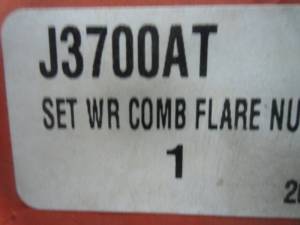 J3700AT
SET WR COMB FLARE NU
1